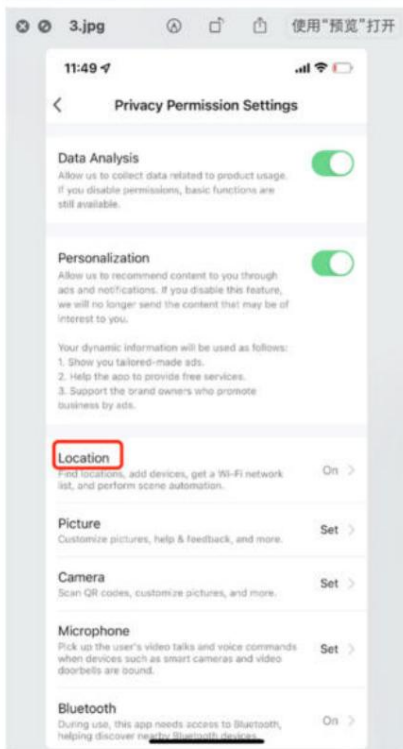 3.jpg
使用“预览”打开
11:49
Privacy Permission Settings
Data Analysis
Allow us to collect data related to product usage.
If you disable permissions, basic functions are
still available.
Personalization
Allow us to recommend content to you through
ads and notifications. If you disable this feature,
we will no longer send the content that may be of
interest to you.
Your dynamic information will be used as follows:
1. Show you tailored-made ads.
2. Help the app to provide free services.
3. Support the brand owners who promote
business by ads.
Location
Find locations, add devices, get a Wi-Fi network
list, and perform scene automation.
On
Picture
Customize pictures, help & feedback, and more.
Set
Camera
Scan QR codes, customize pictures, and more.
Set
Microphone
Pick up the user's video talks and voice commands
when devices such as smart cameras and video
doorbells are bound.
Set
Bluetooth
During use, this app needs access to Bluetooth,
helping discover nearby Bluetooth devices.
On